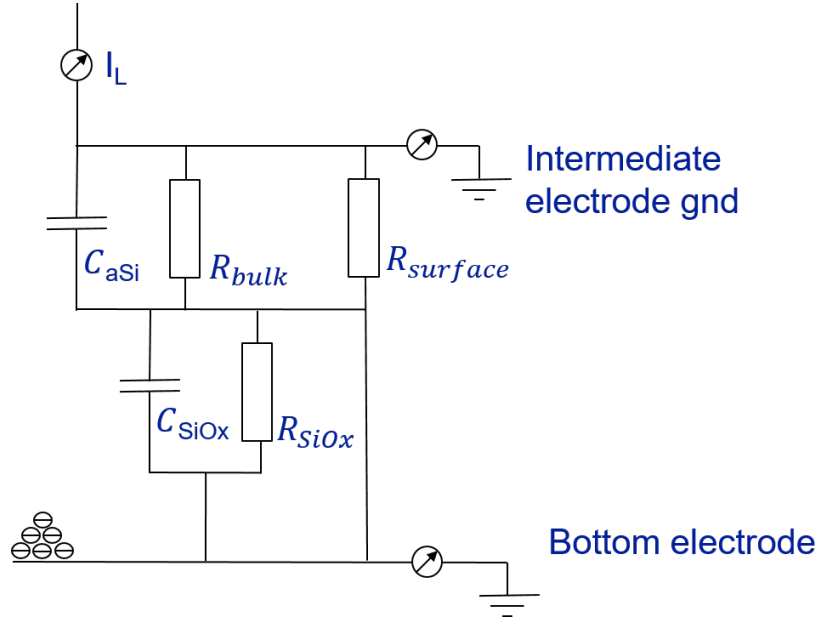 I_L
Intermediate
electrode gnd
C_aSi
R_bulk
R_surface
C_SiOx
R_SiOx
Bottom electrode